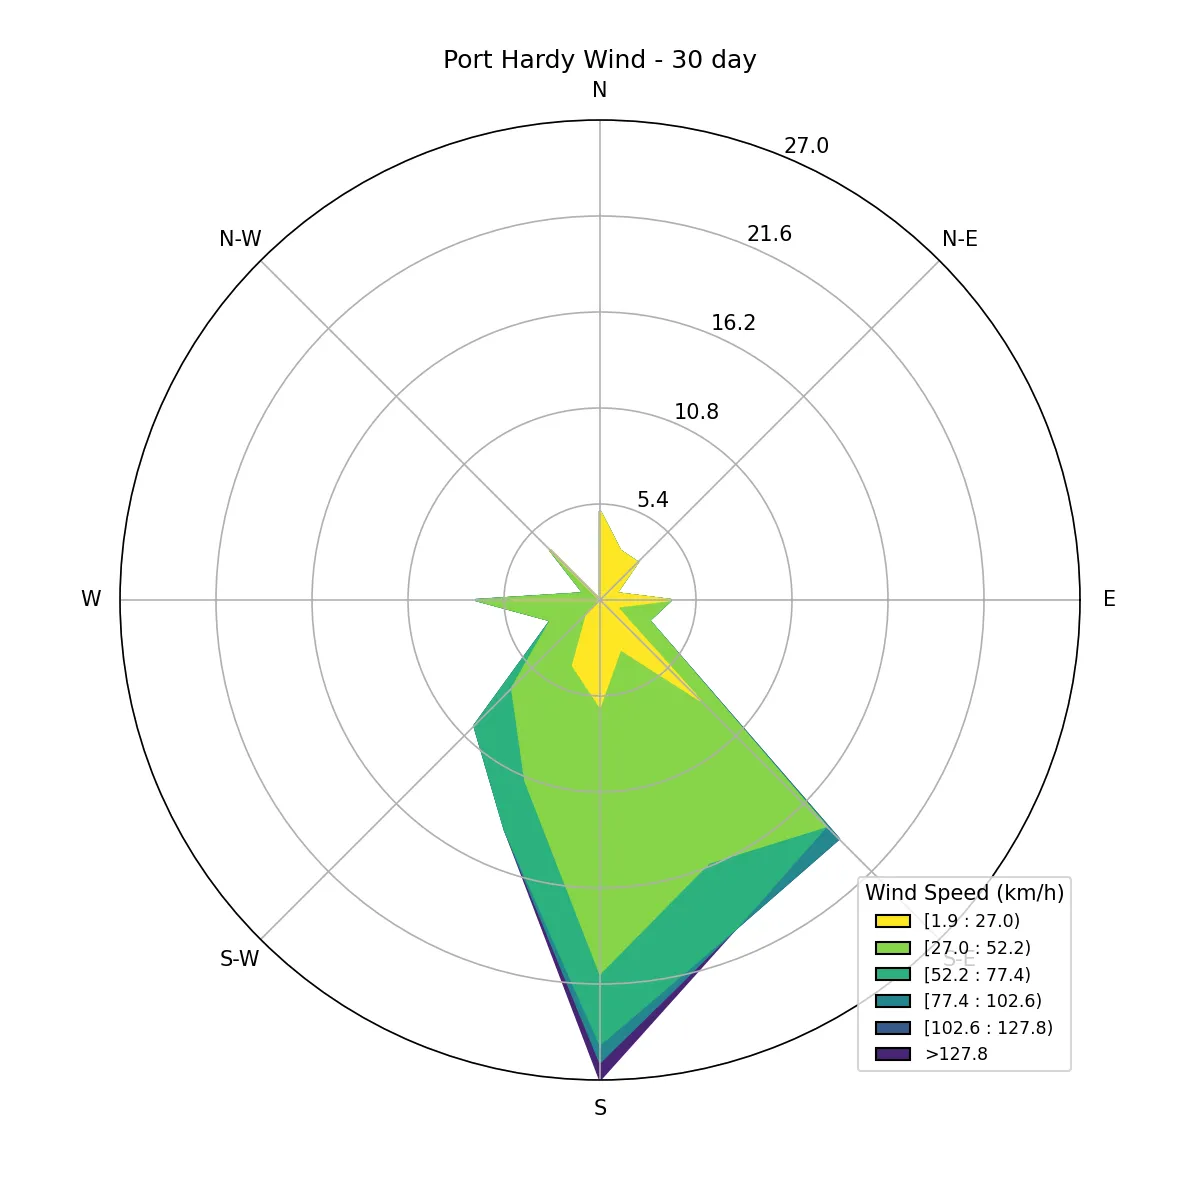 Port Hardy Wind - 30 day
N
27.0
N-W
21.6
N-E
16.2
10.8
5.4
W
E
Wind Speed (km/h)
[1.9 : 27.0)
[27.0 : 52.2)
S-W
S-E
[52.2 : 77.4)
[77.4 : 102.6)
[102.6 : 127.8)
>127.8
S